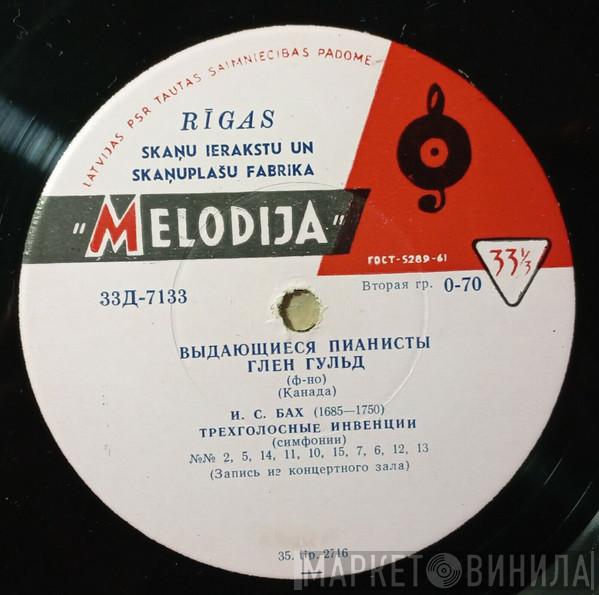 LATVIJAS PSR TAUTAS SAIMNIECĪBAS PADOME
RĪGAS
SKAŅU IERAKSTU UN
SKAŅUPLAŠU FABRIKA
"MELODIJA"
ГОСТ-5289-61
33⅓
33Д-7133
Вторая гр. 0-70
ВЫДАЮЩИЕСЯ ПИАНИСТЫ
ГЛЕН ГУЛЬД
(ф-но)
(Канада)
И. С. БАХ (1685—1750)
ТРЕХГОЛОСНЫЕ ИНВЕНЦИИ
(симфонии)
№№ 2, 5, 14, 11, 10, 15, 7, 6, 12, 13
(Запись из концертного зала)
35. tip. 2716
МАРКЕТ ВИНИЛА